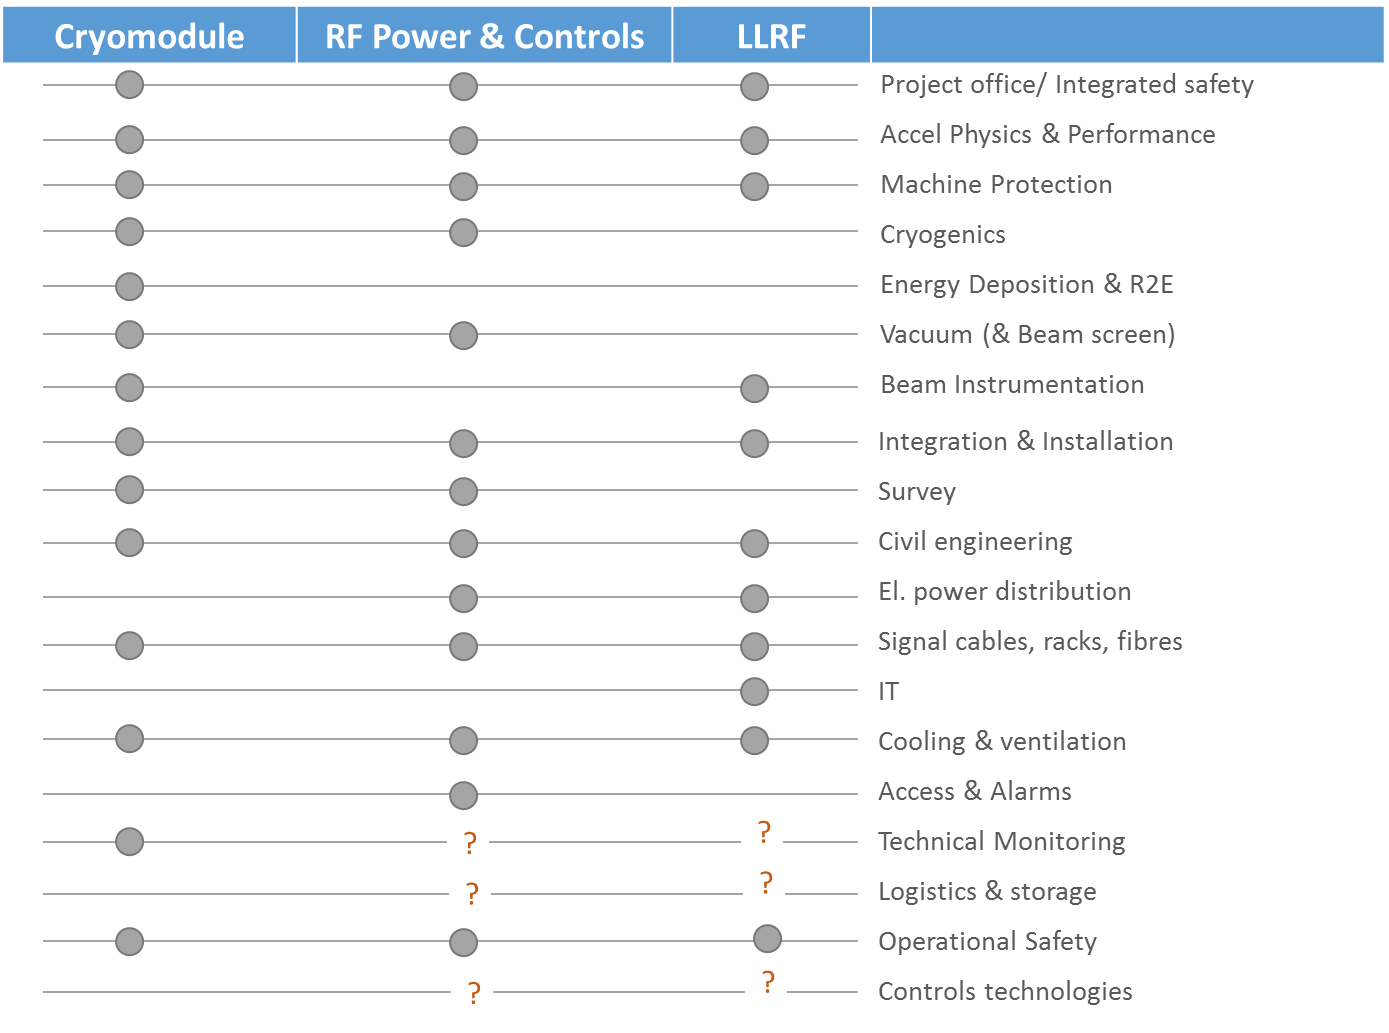 Cryomodule RF Power & Controls LLRF
Project office/ Integrated safety
Accel Physics & Performance
Machine Protection
Cryogenics
Energy Deposition & R2E
Vacuum (& Beam screen)
Beam Instrumentation
Integration & Installation
Survey
Civil engineering
El. power distribution
Signal cables, racks, fibres
IT
Cooling & ventilation
Access & Alarms
? ? Technical Monitoring
? ? Logistics & storage
Operational Safety
? ? Controls technologies